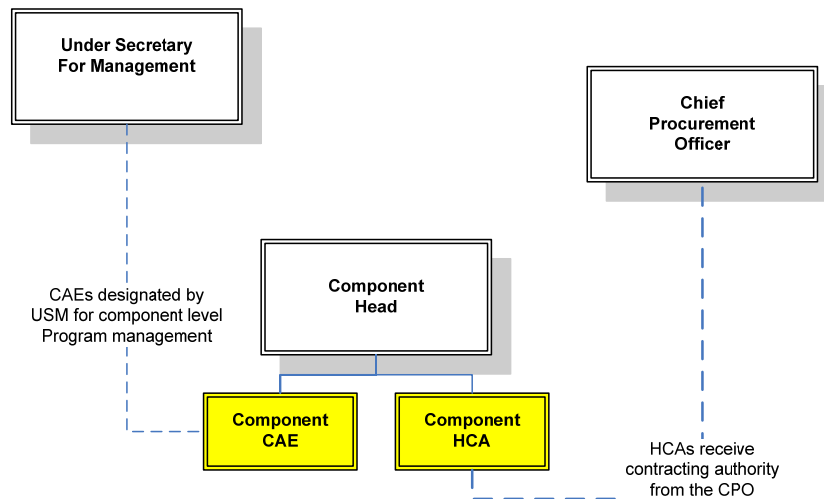 Under Secretary
For Management
Chief
Procurement
Officer
Component
Head
CAEs designated by
USM for component level
Program management
Component
CAE
Component
HCA
HCAs receive
contracting authority
from the CPO